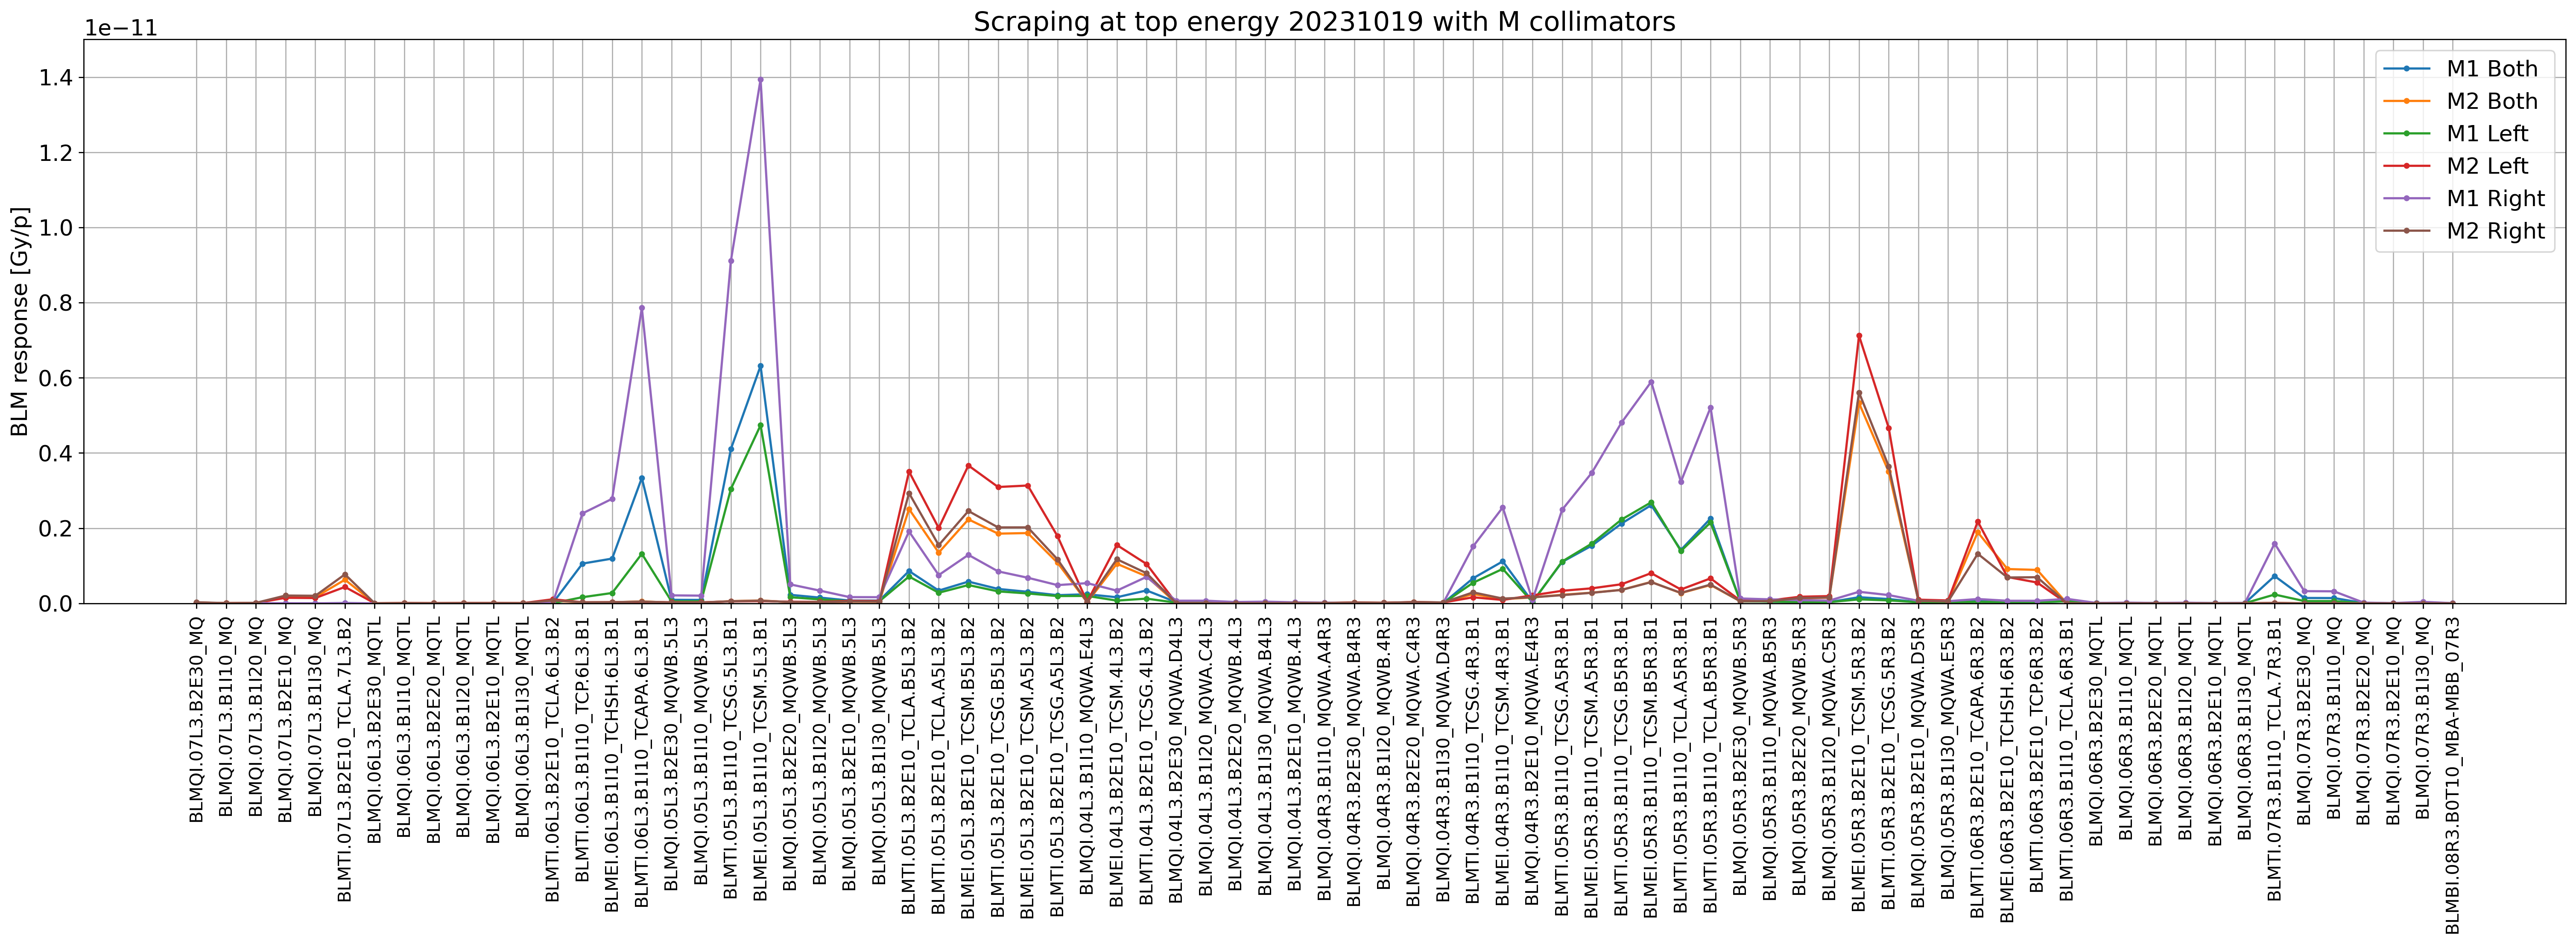 Scraping at top energy 20231019 with M collimators
1e−11
1.4
1.2
1.0
0.8
0.6
0.4
0.2
0.0
BLM response [Gy/p]
M1 Both
M2 Both
M1 Left
M2 Left
M1 Right
M2 Right
BLMQI.07L3.B2E30_MQ
BLMQI.07L3.B1I10_MQ
BLMQI.07L3.B1I20_MQ
BLMQI.07L3.B2E10_MQ
BLMQI.07L3.B1I30_MQ
BLMTI.07L3.B2E10_TCLA.7L3.B2
BLMQI.06L3.B2E30_MQTL
BLMQI.06L3.B1I10_MQTL
BLMQI.06L3.B2E20_MQTL
BLMQI.06L3.B1I20_MQTL
BLMQI.06L3.B2E10_MQTL
BLMQI.06L3.B1I30_MQTL
BLMTI.06L3.B2E10_TCLA.6L3.B2
BLMTI.06L3.B1I10_TCP.6L3.B1
BLMEI.06L3.B1I10_TCHSH.6L3.B1
BLMTI.06L3.B1I10_TCAPA.6L3.B1
BLMQI.05L3.B2E30_MQWB.5L3
BLMQI.05L3.B1I10_MQWB.5L3
BLMTI.05L3.B1I10_TCSG.5L3.B1
BLMEI.05L3.B1I10_TCSM.5L3.B1
BLMQI.05L3.B2E20_MQWB.5L3
BLMQI.05L3.B1I20_MQWB.5L3
BLMQI.05L3.B2E10_MQWB.5L3
BLMQI.05L3.B1I30_MQWB.5L3
BLMTI.05L3.B2E10_TCLA.B5L3.B2
BLMTI.05L3.B2E10_TCLA.A5L3.B2
BLMEI.05L3.B2E10_TCSM.B5L3.B2
BLMTI.05L3.B2E10_TCSG.B5L3.B2
BLMEI.05L3.B2E10_TCSM.A5L3.B2
BLMTI.05L3.B2E10_TCSG.A5L3.B2
BLMQI.04L3.B1I10_MQWA.E4L3
BLMEI.04L3.B2E10_TCSM.4L3.B2
BLMTI.04L3.B2E10_TCSG.4L3.B2
BLMQI.04L3.B2E30_MQWA.D4L3
BLMQI.04L3.B1I20_MQWA.C4L3
BLMQI.04L3.B2E20_MQWB.4L3
BLMQI.04L3.B1I30_MQWA.B4L3
BLMQI.04L3.B2E10_MQWB.4L3
BLMQI.04R3.B1I10_MQWA.A4R3
BLMQI.04R3.B2E30_MQWA.B4R3
BLMQI.04R3.B1I20_MQWB.4R3
BLMQI.04R3.B2E20_MQWA.C4R3
BLMQI.04R3.B1I30_MQWA.D4R3
BLMTI.04R3.B1I10_TCSG.4R3.B1
BLMEI.04R3.B1I10_TCSM.4R3.B1
BLMQI.04R3.B2E10_MQWA.E4R3
BLMTI.05R3.B1I10_TCSG.A5R3.B1
BLMEI.05R3.B1I10_TCSM.A5R3.B1
BLMTI.05R3.B1I10_TCSG.B5R3.B1
BLMEI.05R3.B1I10_TCSM.B5R3.B1
BLMTI.05R3.B1I10_TCLA.A5R3.B1
BLMTI.05R3.B1I10_TCLA.B5R3.B1
BLMQI.05R3.B2E30_MQWB.5R3
BLMQI.05R3.B1I10_MQWA.B5R3
BLMQI.05R3.B2E20_MQWB.5R3
BLMQI.05R3.B1I20_MQWA.C5R3
BLMEI.05R3.B2E10_TCSM.5R3.B2
BLMTI.05R3.B2E10_TCSG.5R3.B2
BLMQI.05R3.B2E10_MQWA.D5R3
BLMQI.05R3.B1I30_MQWA.E5R3
BLMTI.06R3.B2E10_TCAPA.6R3.B2
BLMEI.06R3.B2E10_TCHSH.6R3.B2
BLMTI.06R3.B2E10_TCP.6R3.B2
BLMTI.06R3.B1I10_TCLA.6R3.B1
BLMQI.06R3.B2E30_MQTL
BLMQI.06R3.B1I10_MQTL
BLMQI.06R3.B2E20_MQTL
BLMQI.06R3.B1I20_MQTL
BLMQI.06R3.B2E10_MQTL
BLMQI.06R3.B1I30_MQTL
BLMTI.07R3.B1I10_TCLA.7R3.B1
BLMQI.07R3.B2E30_MQ
BLMQI.07R3.B1I10_MQ
BLMQI.07R3.B2E20_MQ
BLMQI.07R3.B2E10_MQ
BLMQI.07R3.B1I30_MQ
BLMBI.08R3.B0T10_MBA-MBB_07R3